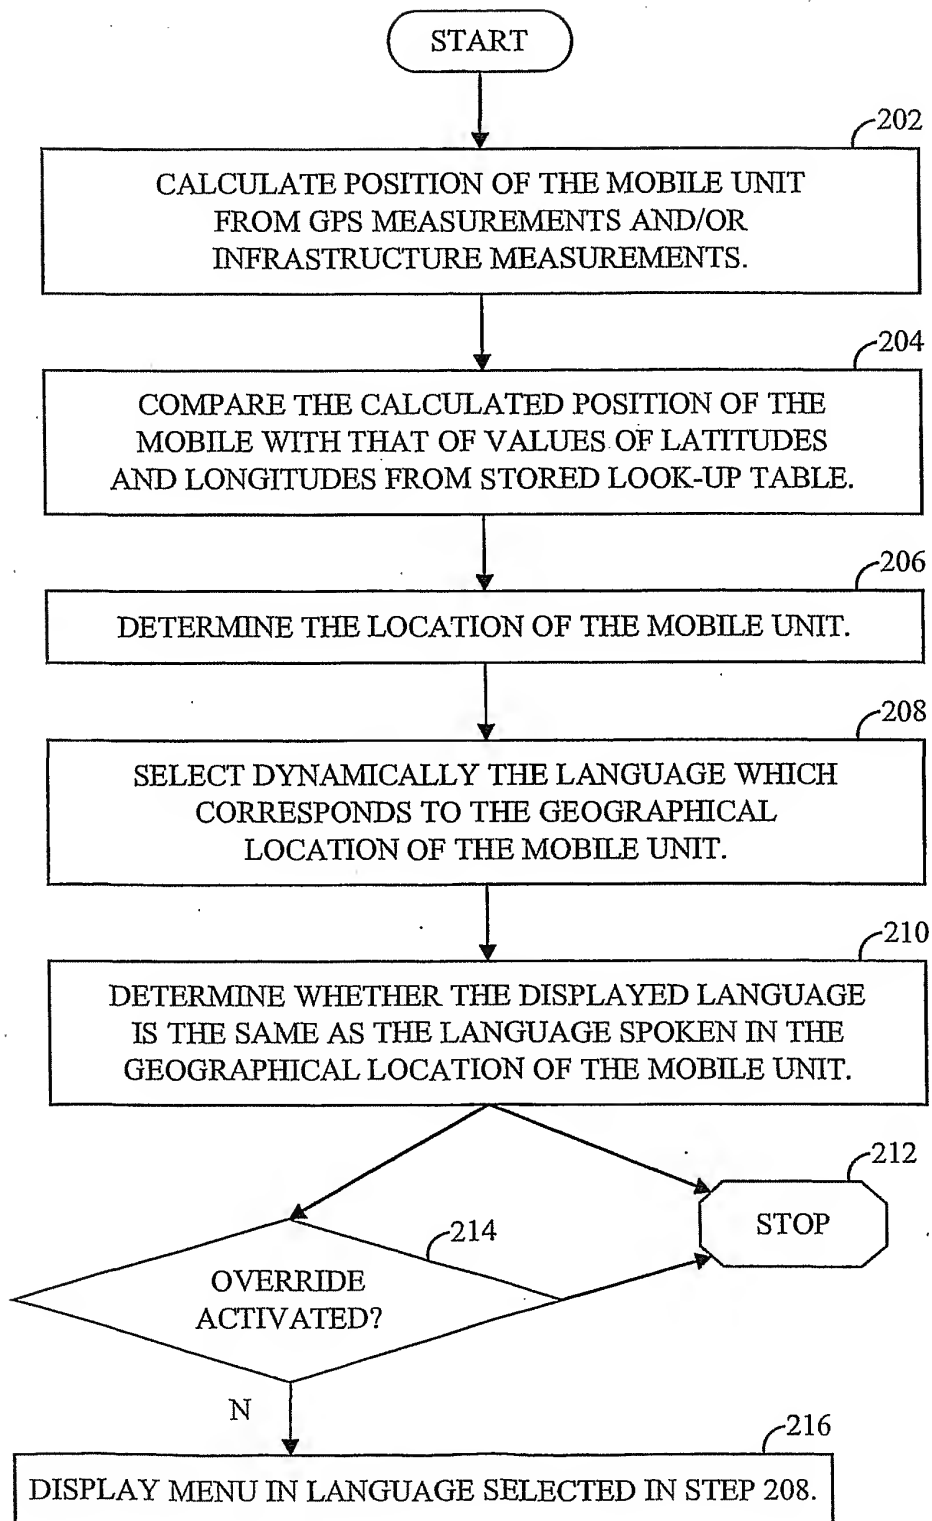 START
202
CALCULATE POSITION OF THE MOBILE UNIT
FROM GPS MEASUREMENTS AND/OR
INFRASTRUCTURE MEASUREMENTS.
204
COMPARE THE CALCULATED POSITION OF THE
MOBILE WITH THAT OF VALUES OF LATITUDES
AND LONGITUDES FROM STORED LOOK-UP TABLE.
206
DETERMINE THE LOCATION OF THE MOBILE UNIT.
208
SELECT DYNAMICALLY THE LANGUAGE WHICH
CORRESPONDS TO THE GEOGRAPHICAL
LOCATION OF THE MOBILE UNIT.
210
DETERMINE WHETHER THE DISPLAYED LANGUAGE
IS THE SAME AS THE LANGUAGE SPOKEN IN THE
GEOGRAPHICAL LOCATION OF THE MOBILE UNIT.
212
STOP
214
OVERRIDE
ACTIVATED?
N
216
DISPLAY MENU IN LANGUAGE SELECTED IN STEP 208.